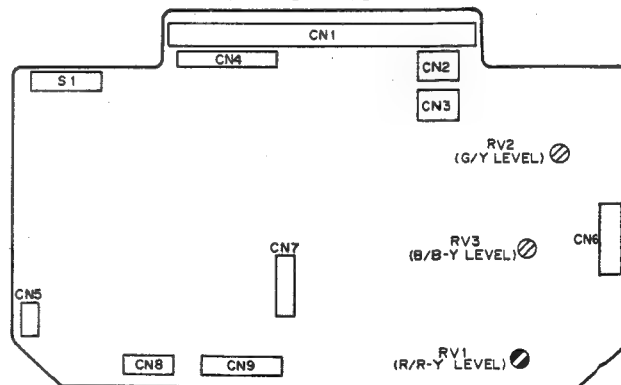 CN1
CN4
CN2
S1
CN3
RV2
(G/Y LEVEL)
CN7
RV3
(B/B-Y LEVEL)
CN6
CN5
CN8
CN9
RV1
(R/R-Y LEVEL)